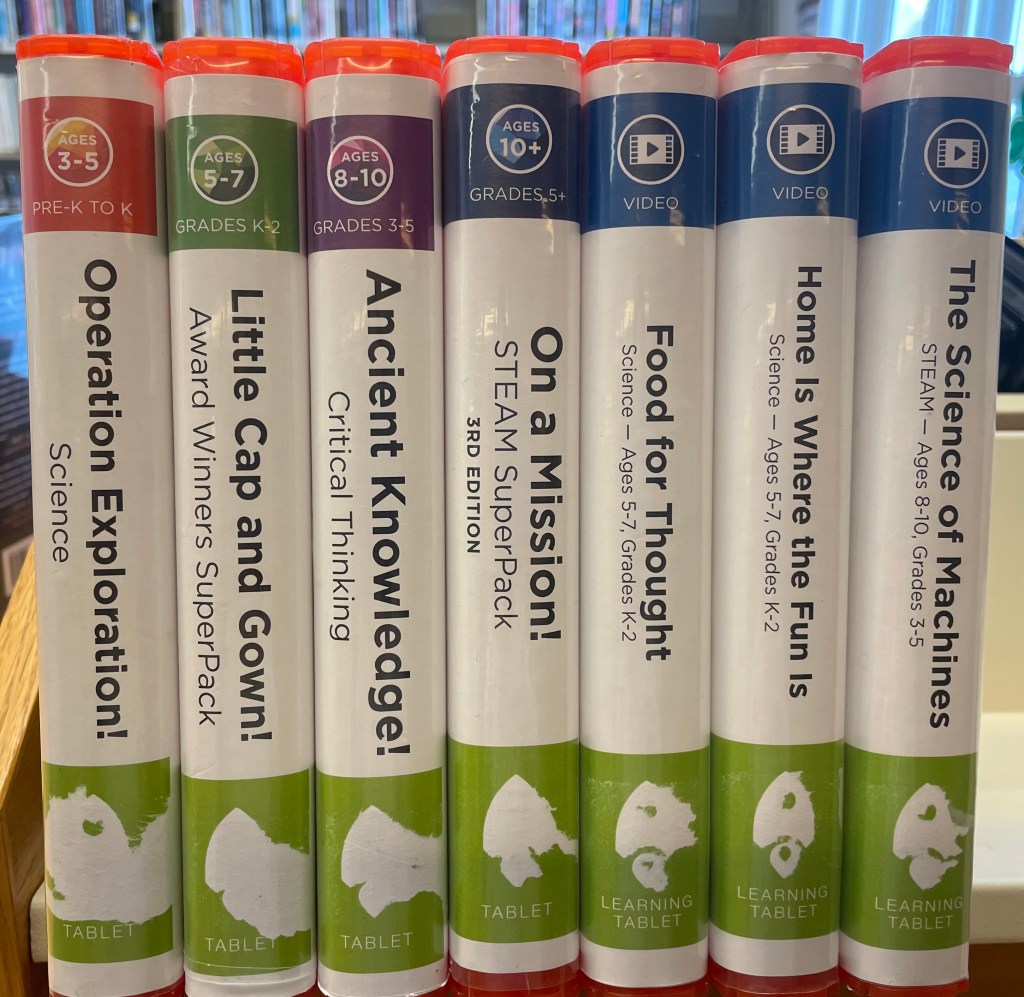 AGES
3-5
PRE-K TO K
Operation Exploration!
Science
TABLET
AGES
5-7
GRADES K-2
Little Cap and Gown!
Award Winners SuperPack
TABLET
AGES
8-10
GRADES 3-5
Ancient Knowledge!
Critical Thinking
TABLET
AGES
10+
GRADES 5+
On a Mission!
STEAM SuperPack
3RD EDITION
TABLET
VIDEO
Food for Thought
Science — Ages 5-7, Grades K-2
LEARNING
TABLET
VIDEO
Home Is Where the Fun Is
Science — Ages 5-7, Grades K-2
LEARNING
TABLET
VIDEO
The Science of Machines
STEAM — Ages 8-10, Grades 3-5
LEARNING
TABLET